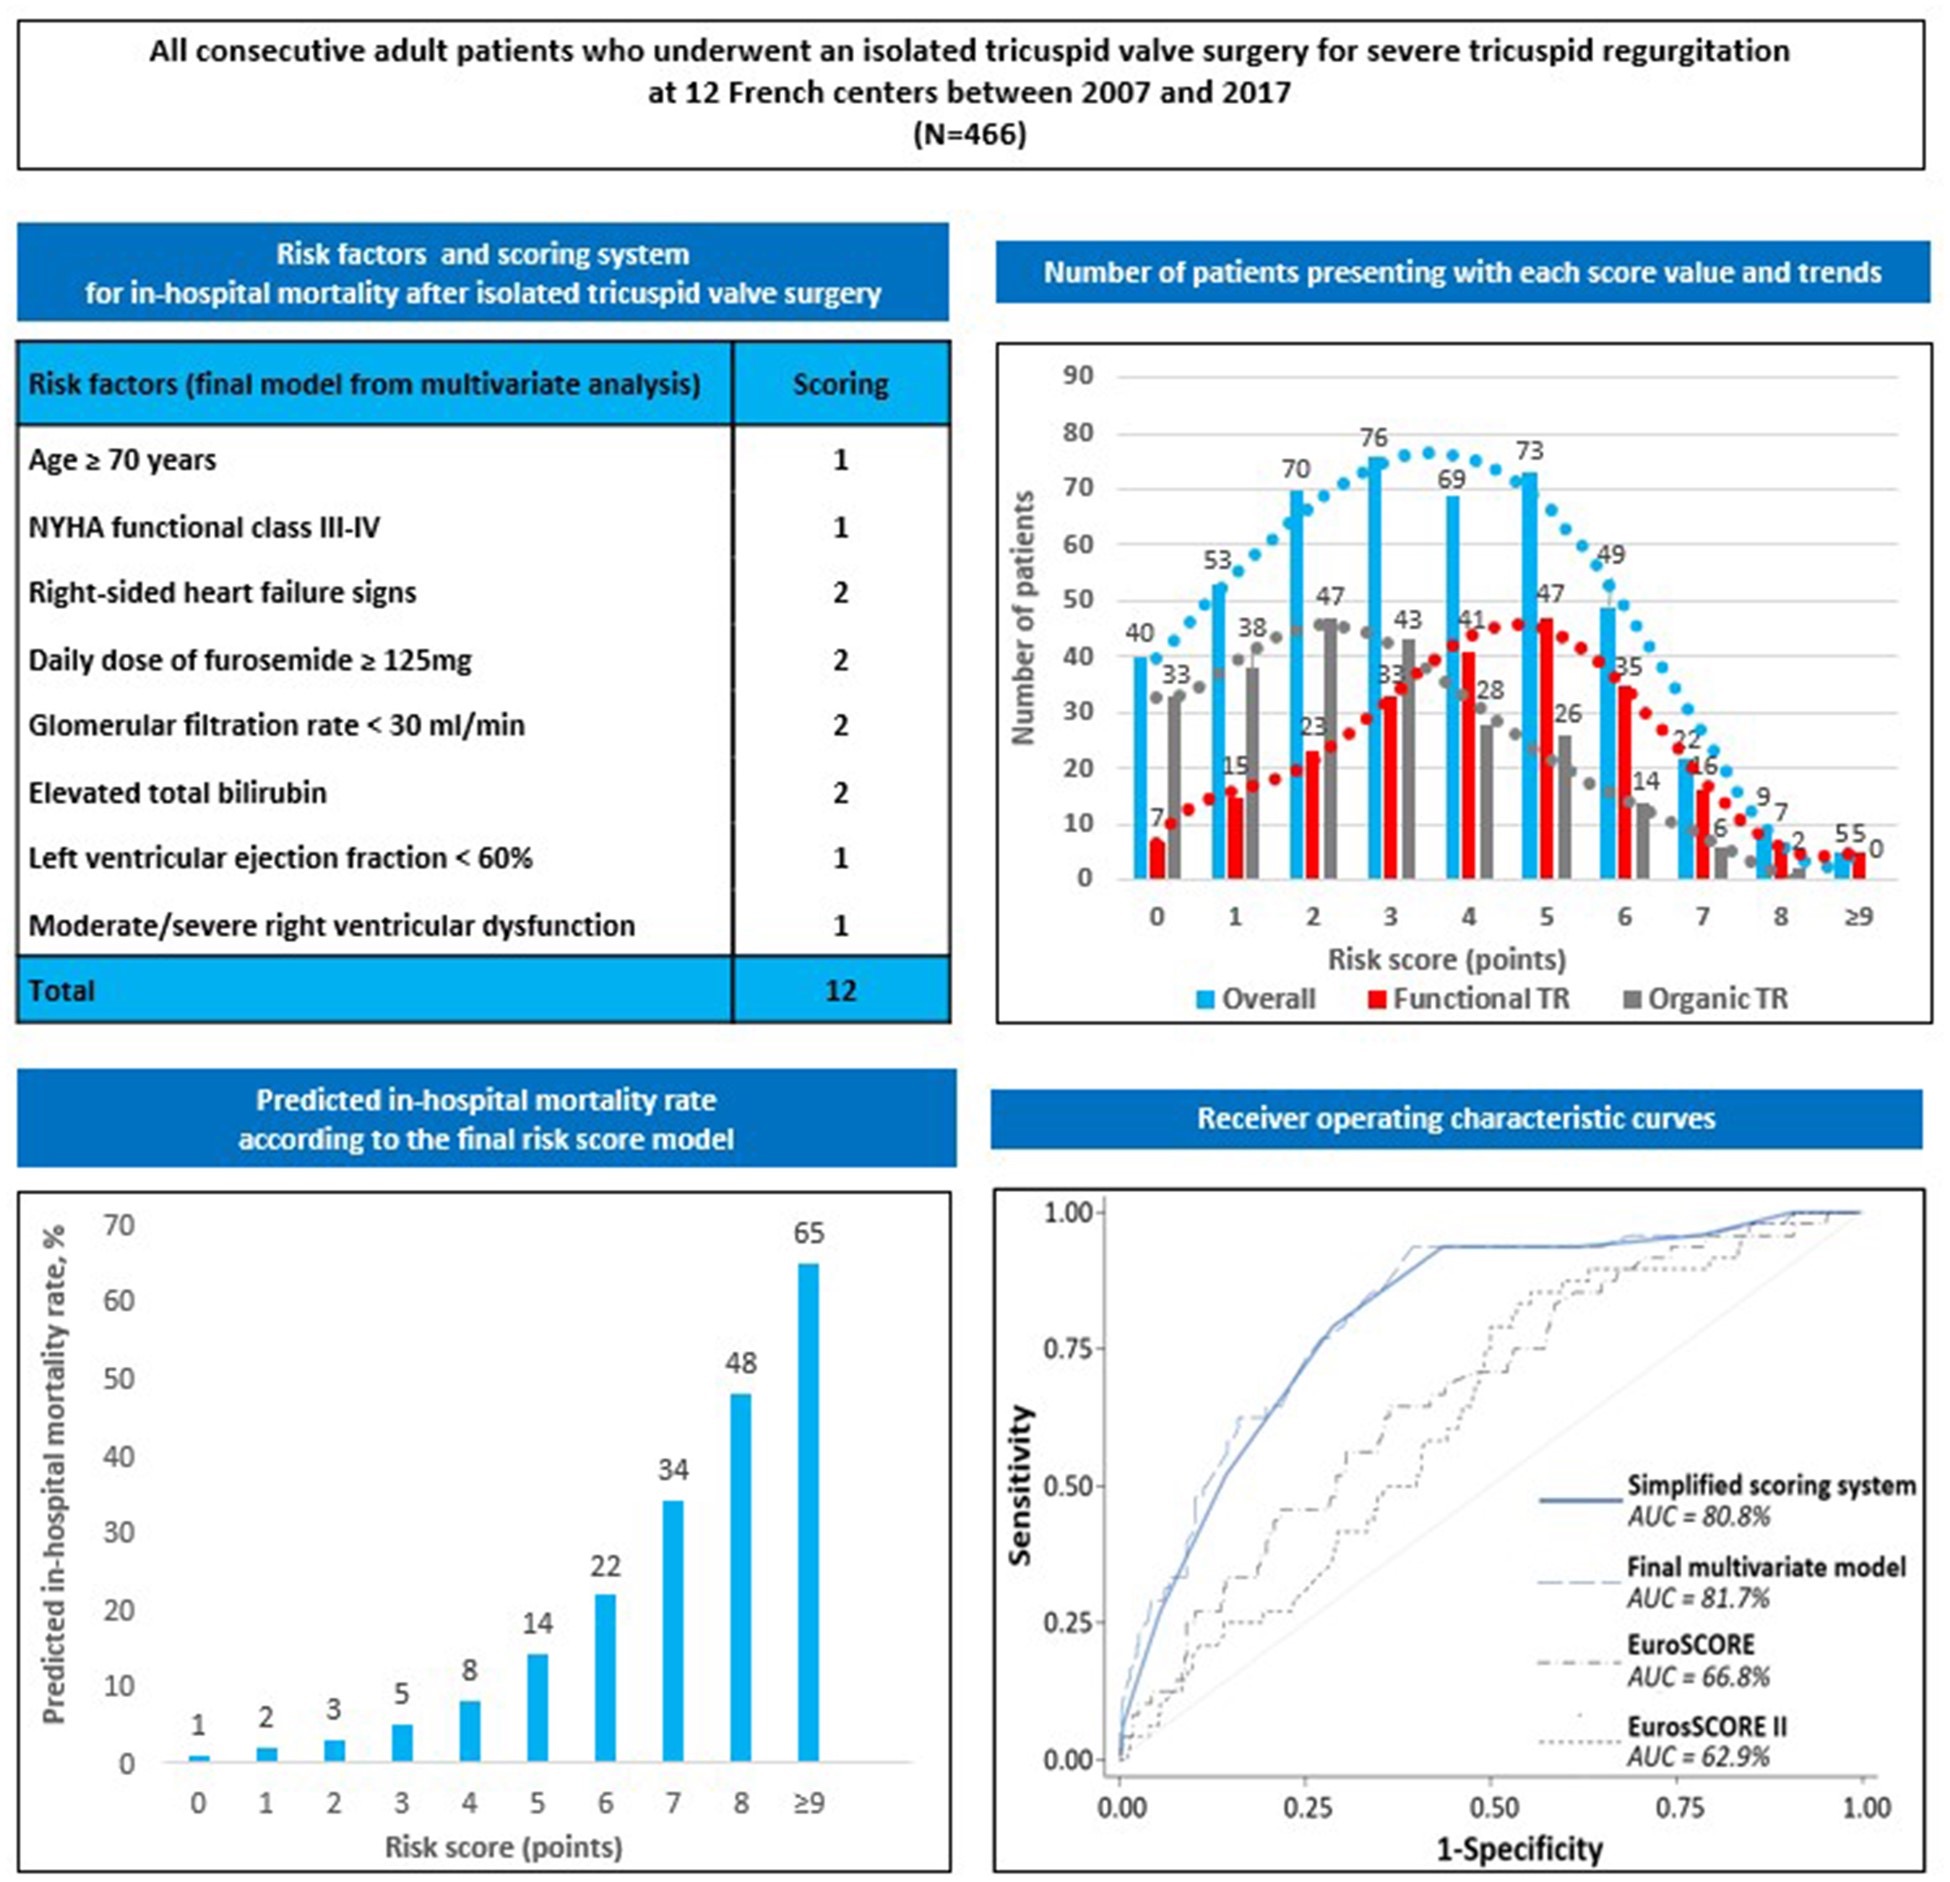 All consecutive adult patients who underwent an isolated tricuspid valve surgery for severe tricuspid regurgitation
at 12 French centers between 2007 and 2017
(N=466)
Risk factors and scoring system
for in-hospital mortality after isolated tricuspid valve surgery
Risk factors (final model from multivariate analysis) Scoring
Age ≥ 70 years 1
NYHA functional class III-IV 1
Right-sided heart failure signs 2
Daily dose of furosemide ≥ 125mg 2
Glomerular filtration rate < 30 ml/min 2
Elevated total bilirubin 2
Left ventricular ejection fraction < 60% 1
Moderate/severe right ventricular dysfunction 1
Total 12
Number of patients presenting with each score value and trends
Number of patients
90
80
70
60
50
40
30
20
10
0
40 7 33
53 15 38
70 23 47
76 33 43
69 41 28
73 47 26
49 35 14
22 16 6
9 7 2
5 5 0
0 1 2 3 4 5 6 7 8 ≥9
Risk score (points)
Overall Functional TR Organic TR
Predicted in-hospital mortality rate
according to the final risk score model
Predicted in-hospital mortality rate, %
70
60
50
40
30
20
10
0
1 2 3 5 8 14 22 34 48 65
0 1 2 3 4 5 6 7 8 ≥9
Risk score (points)
Receiver operating characteristic curves
Sensitivity
1.00
0.75
0.50
0.25
0.00
Simplified scoring system
AUC = 80.8%
Final multivariate model
AUC = 81.7%
EuroSCORE
AUC = 66.8%
EurosSCORE II
AUC = 62.9%
0.00 0.25 0.50 0.75 1.00
1-Specificity